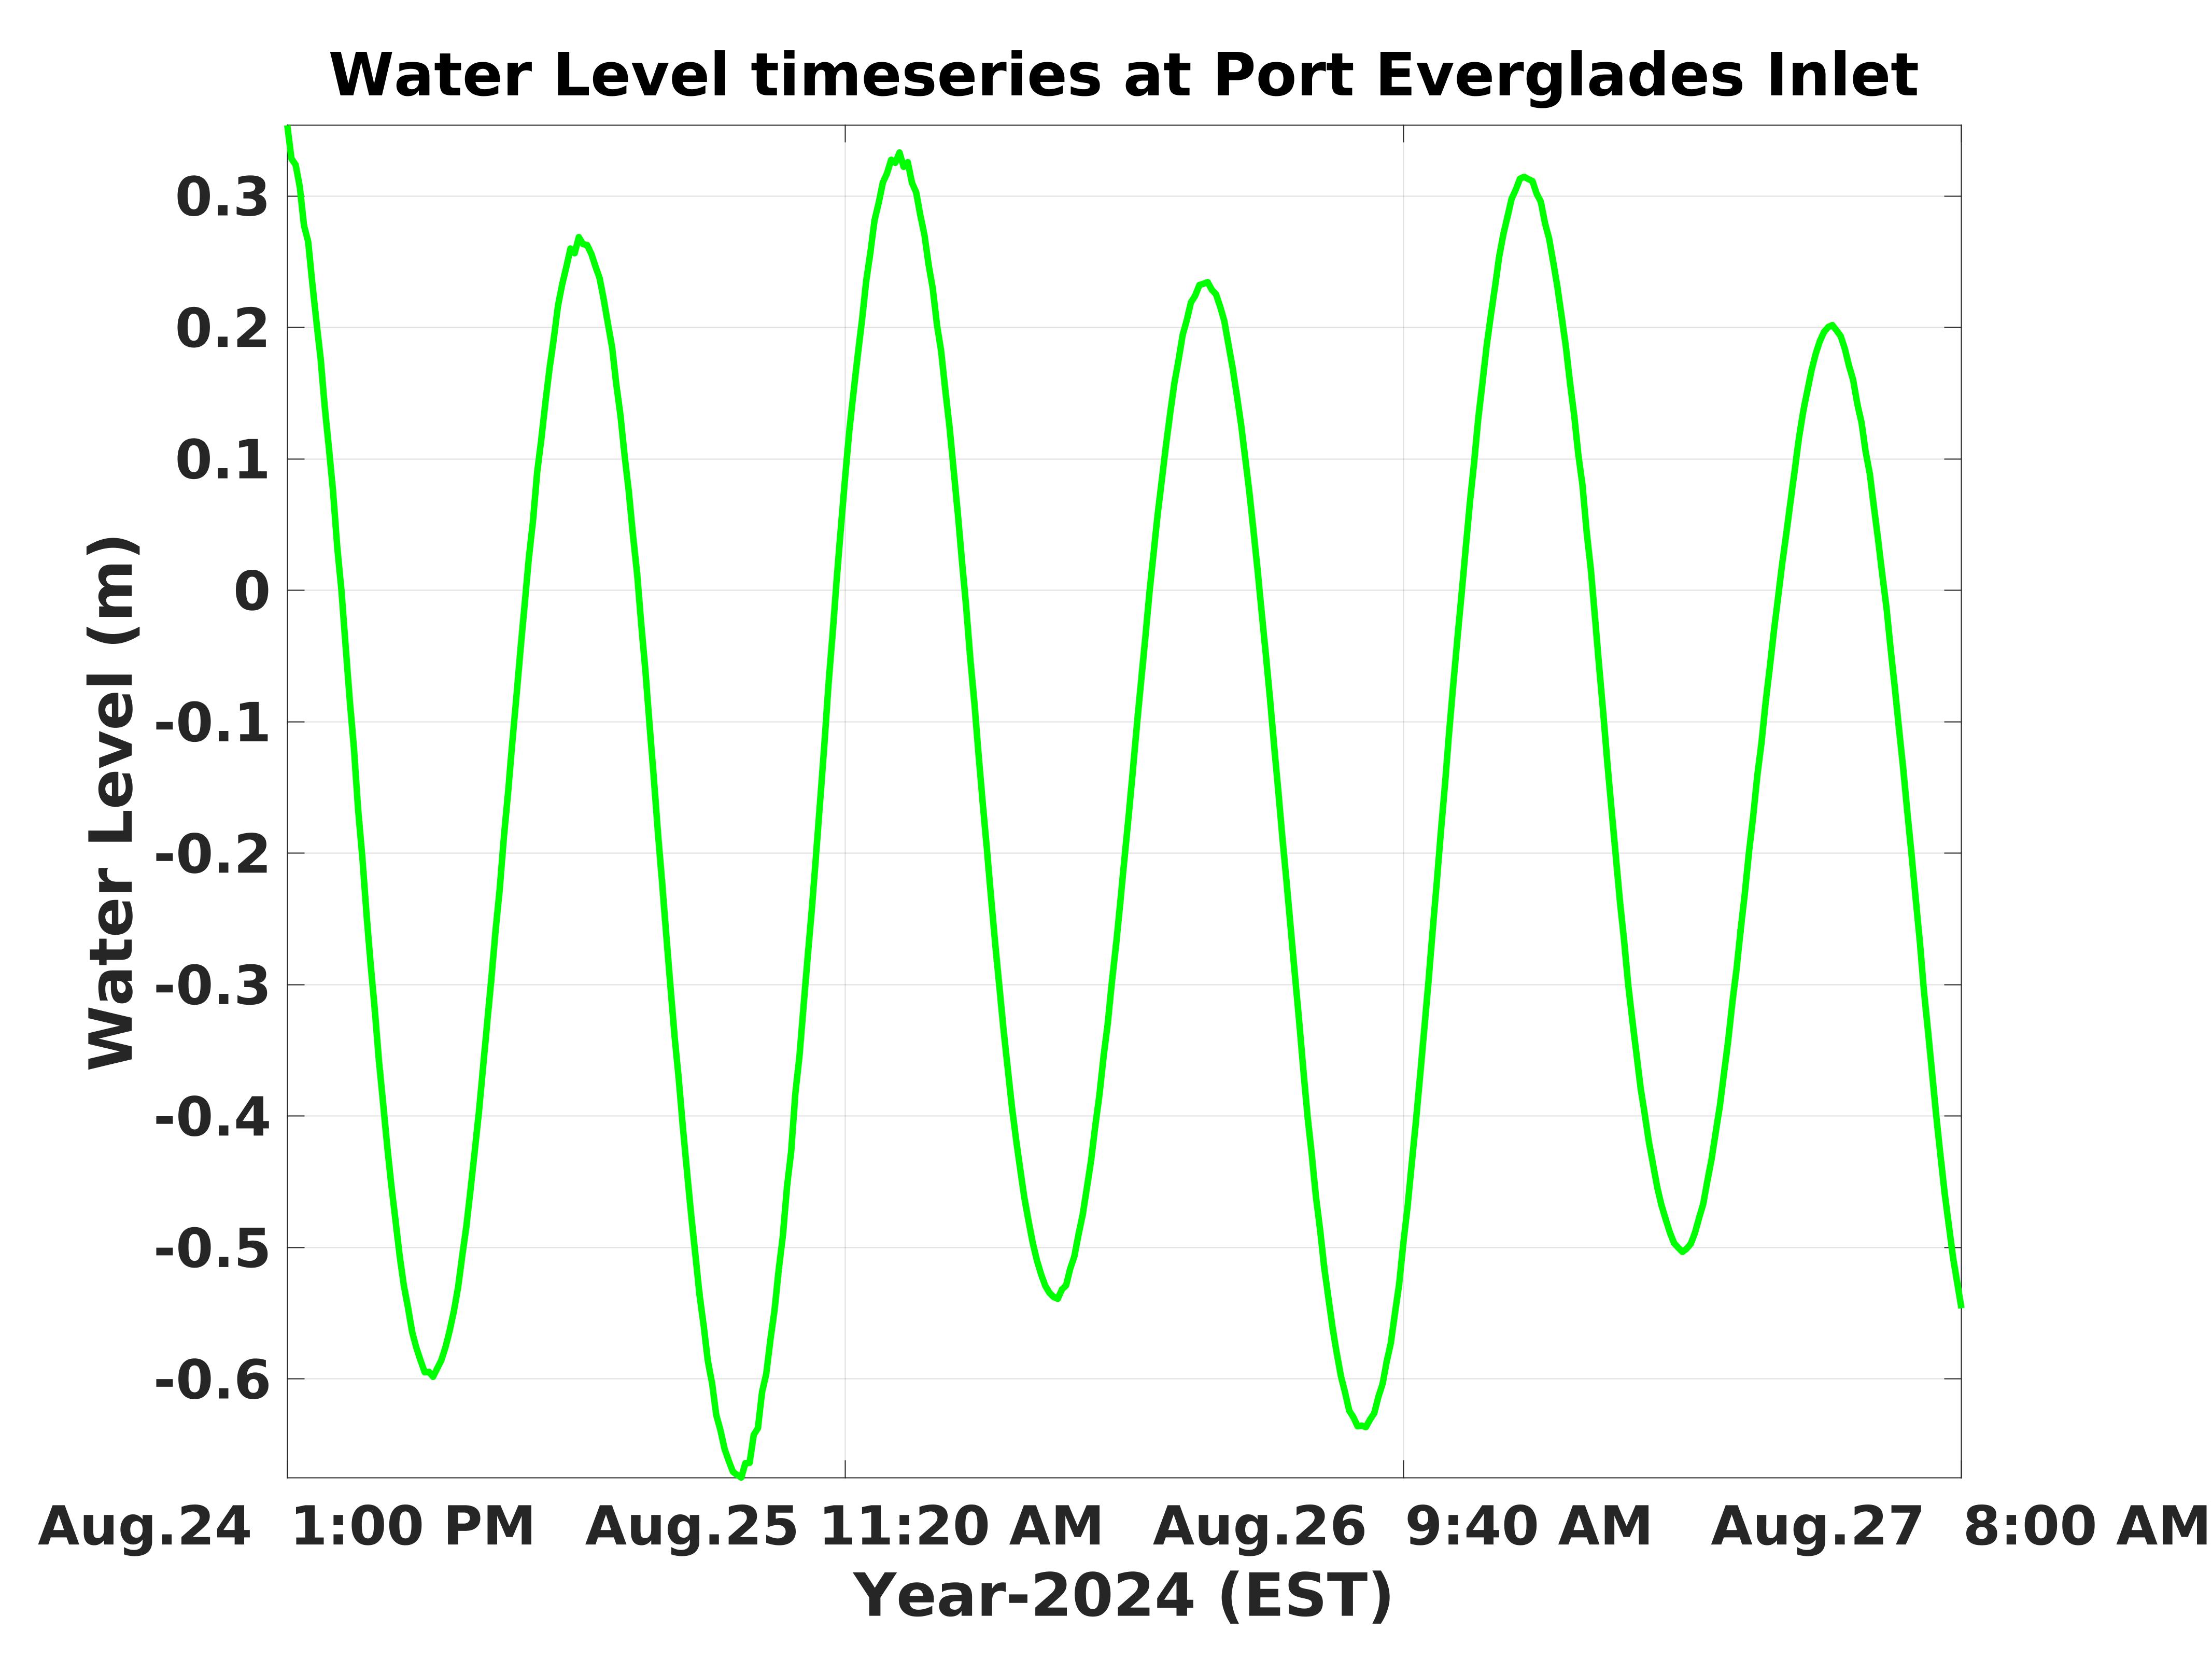 Water Level timeseries at Port Everglades Inlet
0.3
0.2
0.1
0
-0.1
-0.2
-0.3
-0.4
-0.5
-0.6
Water Level (m)
Aug.24 1:00 PM Aug.25 11:20 AM Aug.26 9:40 AM Aug.27 8:00 AM
Year-2024 (EST)